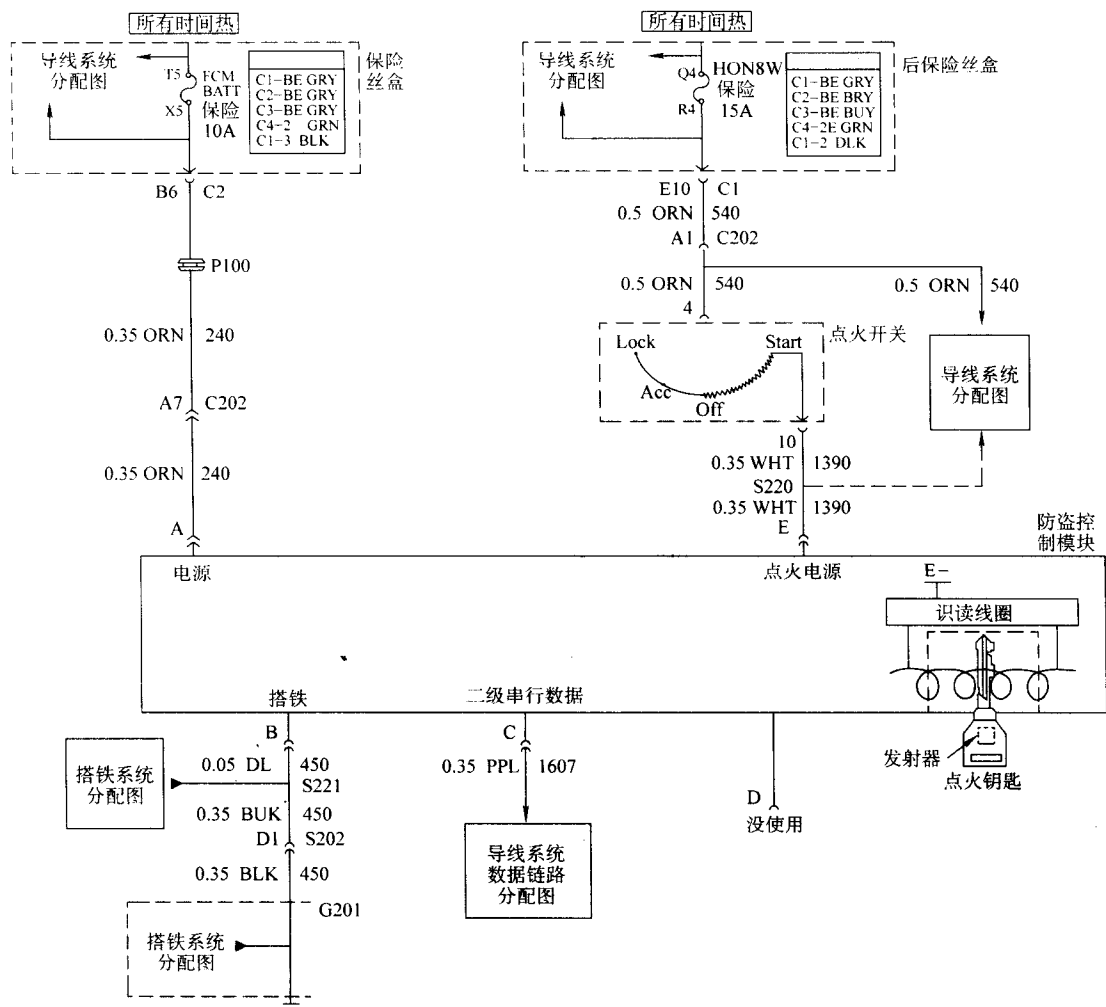 所有时间热
所有时间热
导线系统
分配图
T5
FCM
BATT
X5
保险
10A
C1-BE GRY
C2-BE GRY
C3-BE GRY
C4-2 GRN
C1-3 BLK
保险
丝盒
导线系统
分配图
Q4
HON8W
保险
R4
15A
C1-BE GRY
C2-BE BRY
C3-BE BUY
C4-2E GRN
C1-2 DLK
后保险丝盒
B6 C2
E10 C1
0.5 ORN 540
A1 C202
P100
0.5 ORN 540
0.5 ORN 540
4
0.35 ORN 240
点火开关
Lock
Start
Acc
Off
导线系统
分配图
A7 C202
10
0.35 WHT 1390
0.35 ORN 240
S220
0.35 WHT 1390
A
E
防盗控
制模块
电源
点火电源
E-
识读线圈
搭铁
二级串行数据
B
C
0.05 DL 450
0.35 PPL 1607
搭铁系统
分配图
S221
0.35 BUK 450
D1 S202
0.35 BLK 450
G201
搭铁系统
分配图
导线系统
数据链路
分配图
D
没使用
发射器
点火钥匙